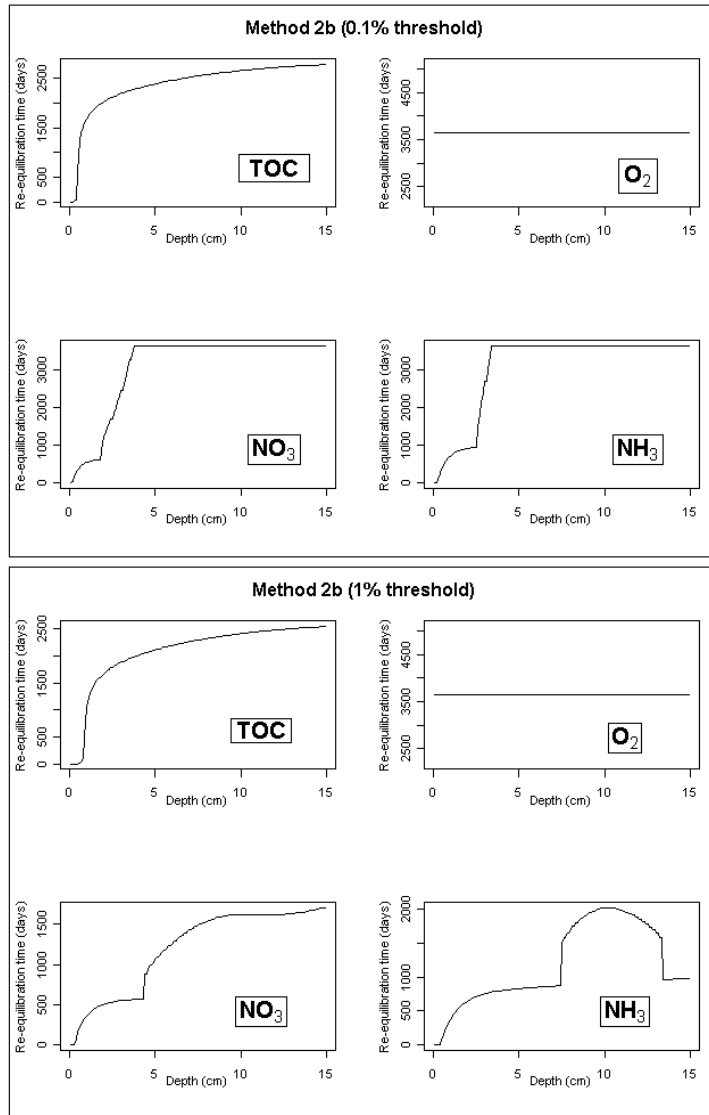 Method 2b (0.1% threshold)
Re-equilibration time (days)
2500
1500
500
0
TOC
0 5 10 15
Depth (cm)
Re-equilibration time (days)
4500
3500
2500
O2
0 5 10 15
Depth (cm)
Re-equilibration time (days)
3000
2000
1000
0
NO3
0 5 10 15
Depth (cm)
Re-equilibration time (days)
3000
2000
1000
0
NH3
0 5 10 15
Depth (cm)
Method 2b (1% threshold)
Re-equilibration time (days)
2500
1500
500
0
TOC
0 5 10 15
Depth (cm)
Re-equilibration time (days)
4500
3500
2500
O2
0 5 10 15
Depth (cm)
Re-equilibration time (days)
1500
1000
500
0
NO3
0 5 10 15
Depth (cm)
Re-equilibration time (days)
2000
1000
500
0
NH3
0 5 10 15
Depth (cm)